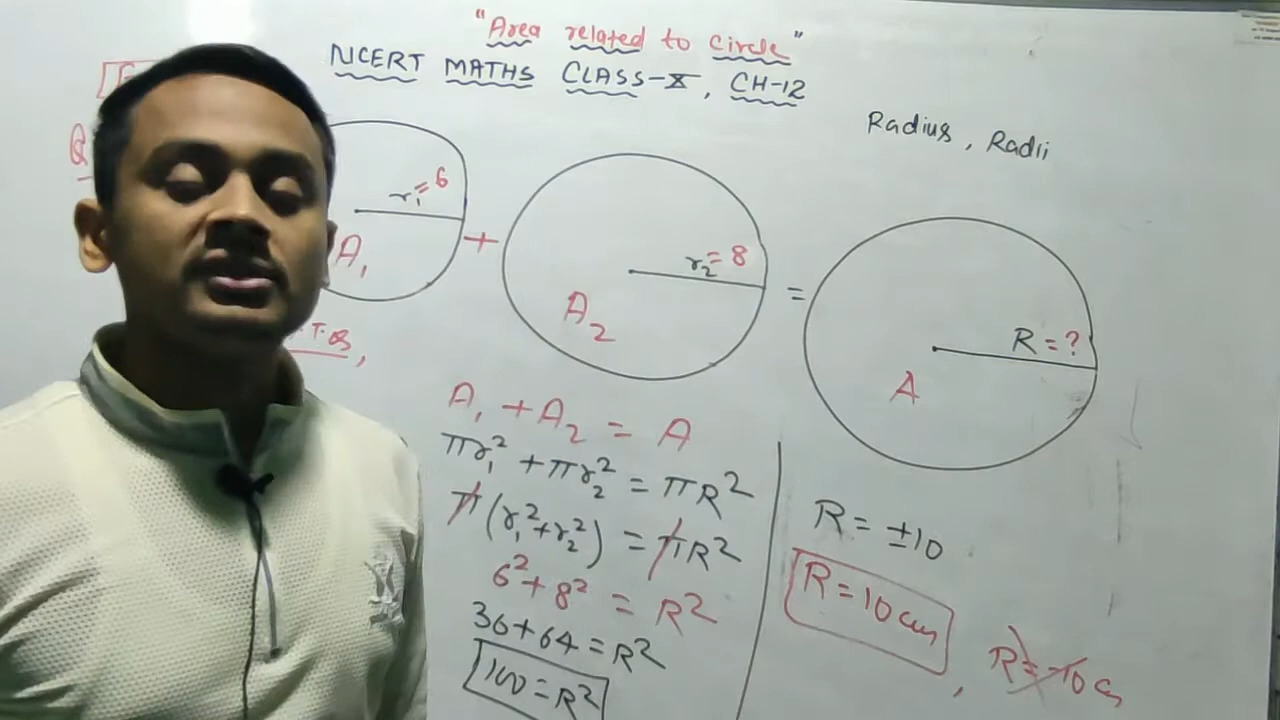 "Area related to circle"
NCERT MATHS CLASS-X, CH-12
Radius, Radii
Q
r₁ = 6
A₁
+
r₂ = 8
A₂
=
R = ?
A
A₁ + A₂ = A
πr₁² + πr₂² = πR²
π(r₁² + r₂²) = πR²
6² + 8² = R²
36 + 64 = R²
100 = R²
R = ±10
R = 10 cm
, R = -10 c